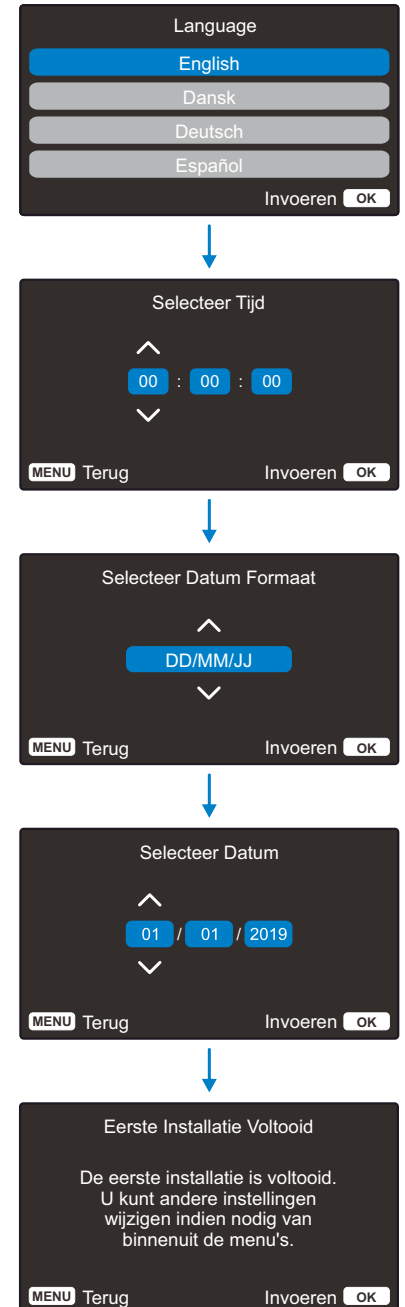 Language
English
Dansk
Deutsch
Español
Invoeren OK
Selecteer Tijd
00 : 00 : 00
MENU Terug Invoeren OK
Selecteer Datum Formaat
DD/MM/JJ
MENU Terug Invoeren OK
Selecteer Datum
01 / 01 / 2019
MENU Terug Invoeren OK
Eerste Installatie Voltooid
De eerste installatie is voltooid.
U kunt andere instellingen
wijzigen indien nodig van
binnenuit de menu's.
MENU Terug Invoeren OK